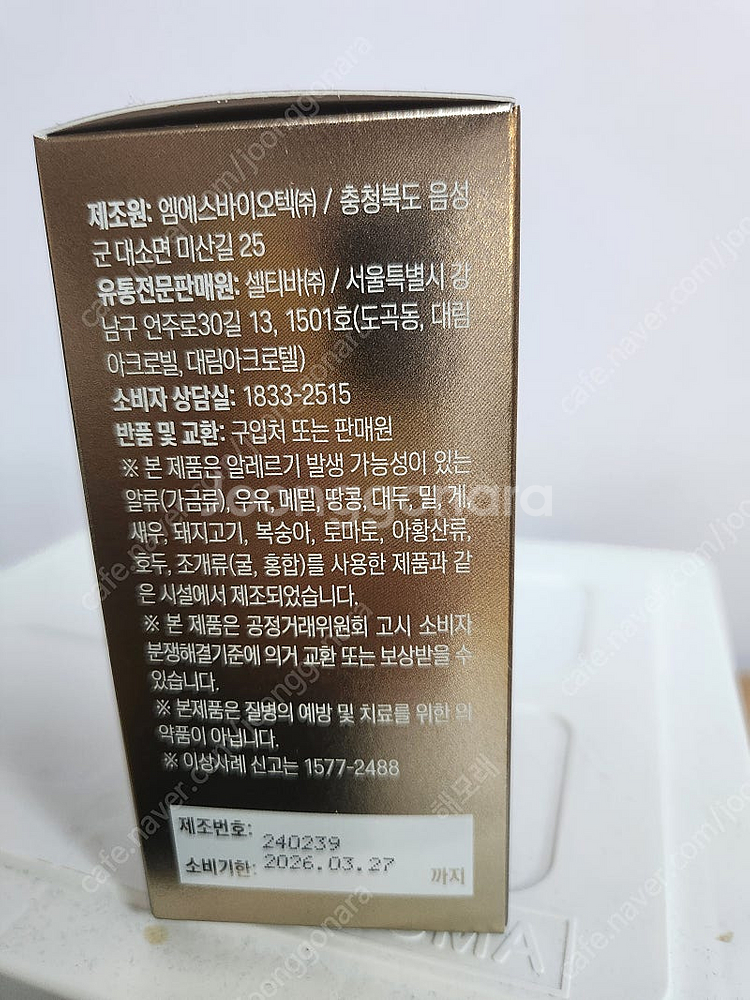 제조원: 엠에스바이오텍(주) / 충청북도 음성
군 대소면 미산길 25
유통전문판매원: 셀티바(주) / 서울특별시 강
남구 언주로30길 13, 1501호(도곡동, 대림
아크로빌, 대림아크로텔)
소비자 상담실: 1833-2515
반품 및 교환: 구입처 또는 판매원
※ 본 제품은 알레르기 발생 가능성이 있는
알류(가금류), 우유, 메밀, 땅콩, 대두, 밀, 게,
새우, 돼지고기, 복숭아, 토마토, 아황산류,
호두, 조개류(굴, 홍합)를 사용한 제품과 같
은 시설에서 제조되었습니다.
※ 본 제품은 공정거래위원회 고시 소비자
분쟁해결기준에 의거 교환 또는 보상받을 수
있습니다.
※ 본제품은 질병의 예방 및 치료를 위한 의
약품이 아닙니다.
※ 이상사례 신고는 1577-2488
제조번호: 240239
소비기한: 2026.03.27 까지
Joonggonara
cafe.naver.com/joonggonara
해모래